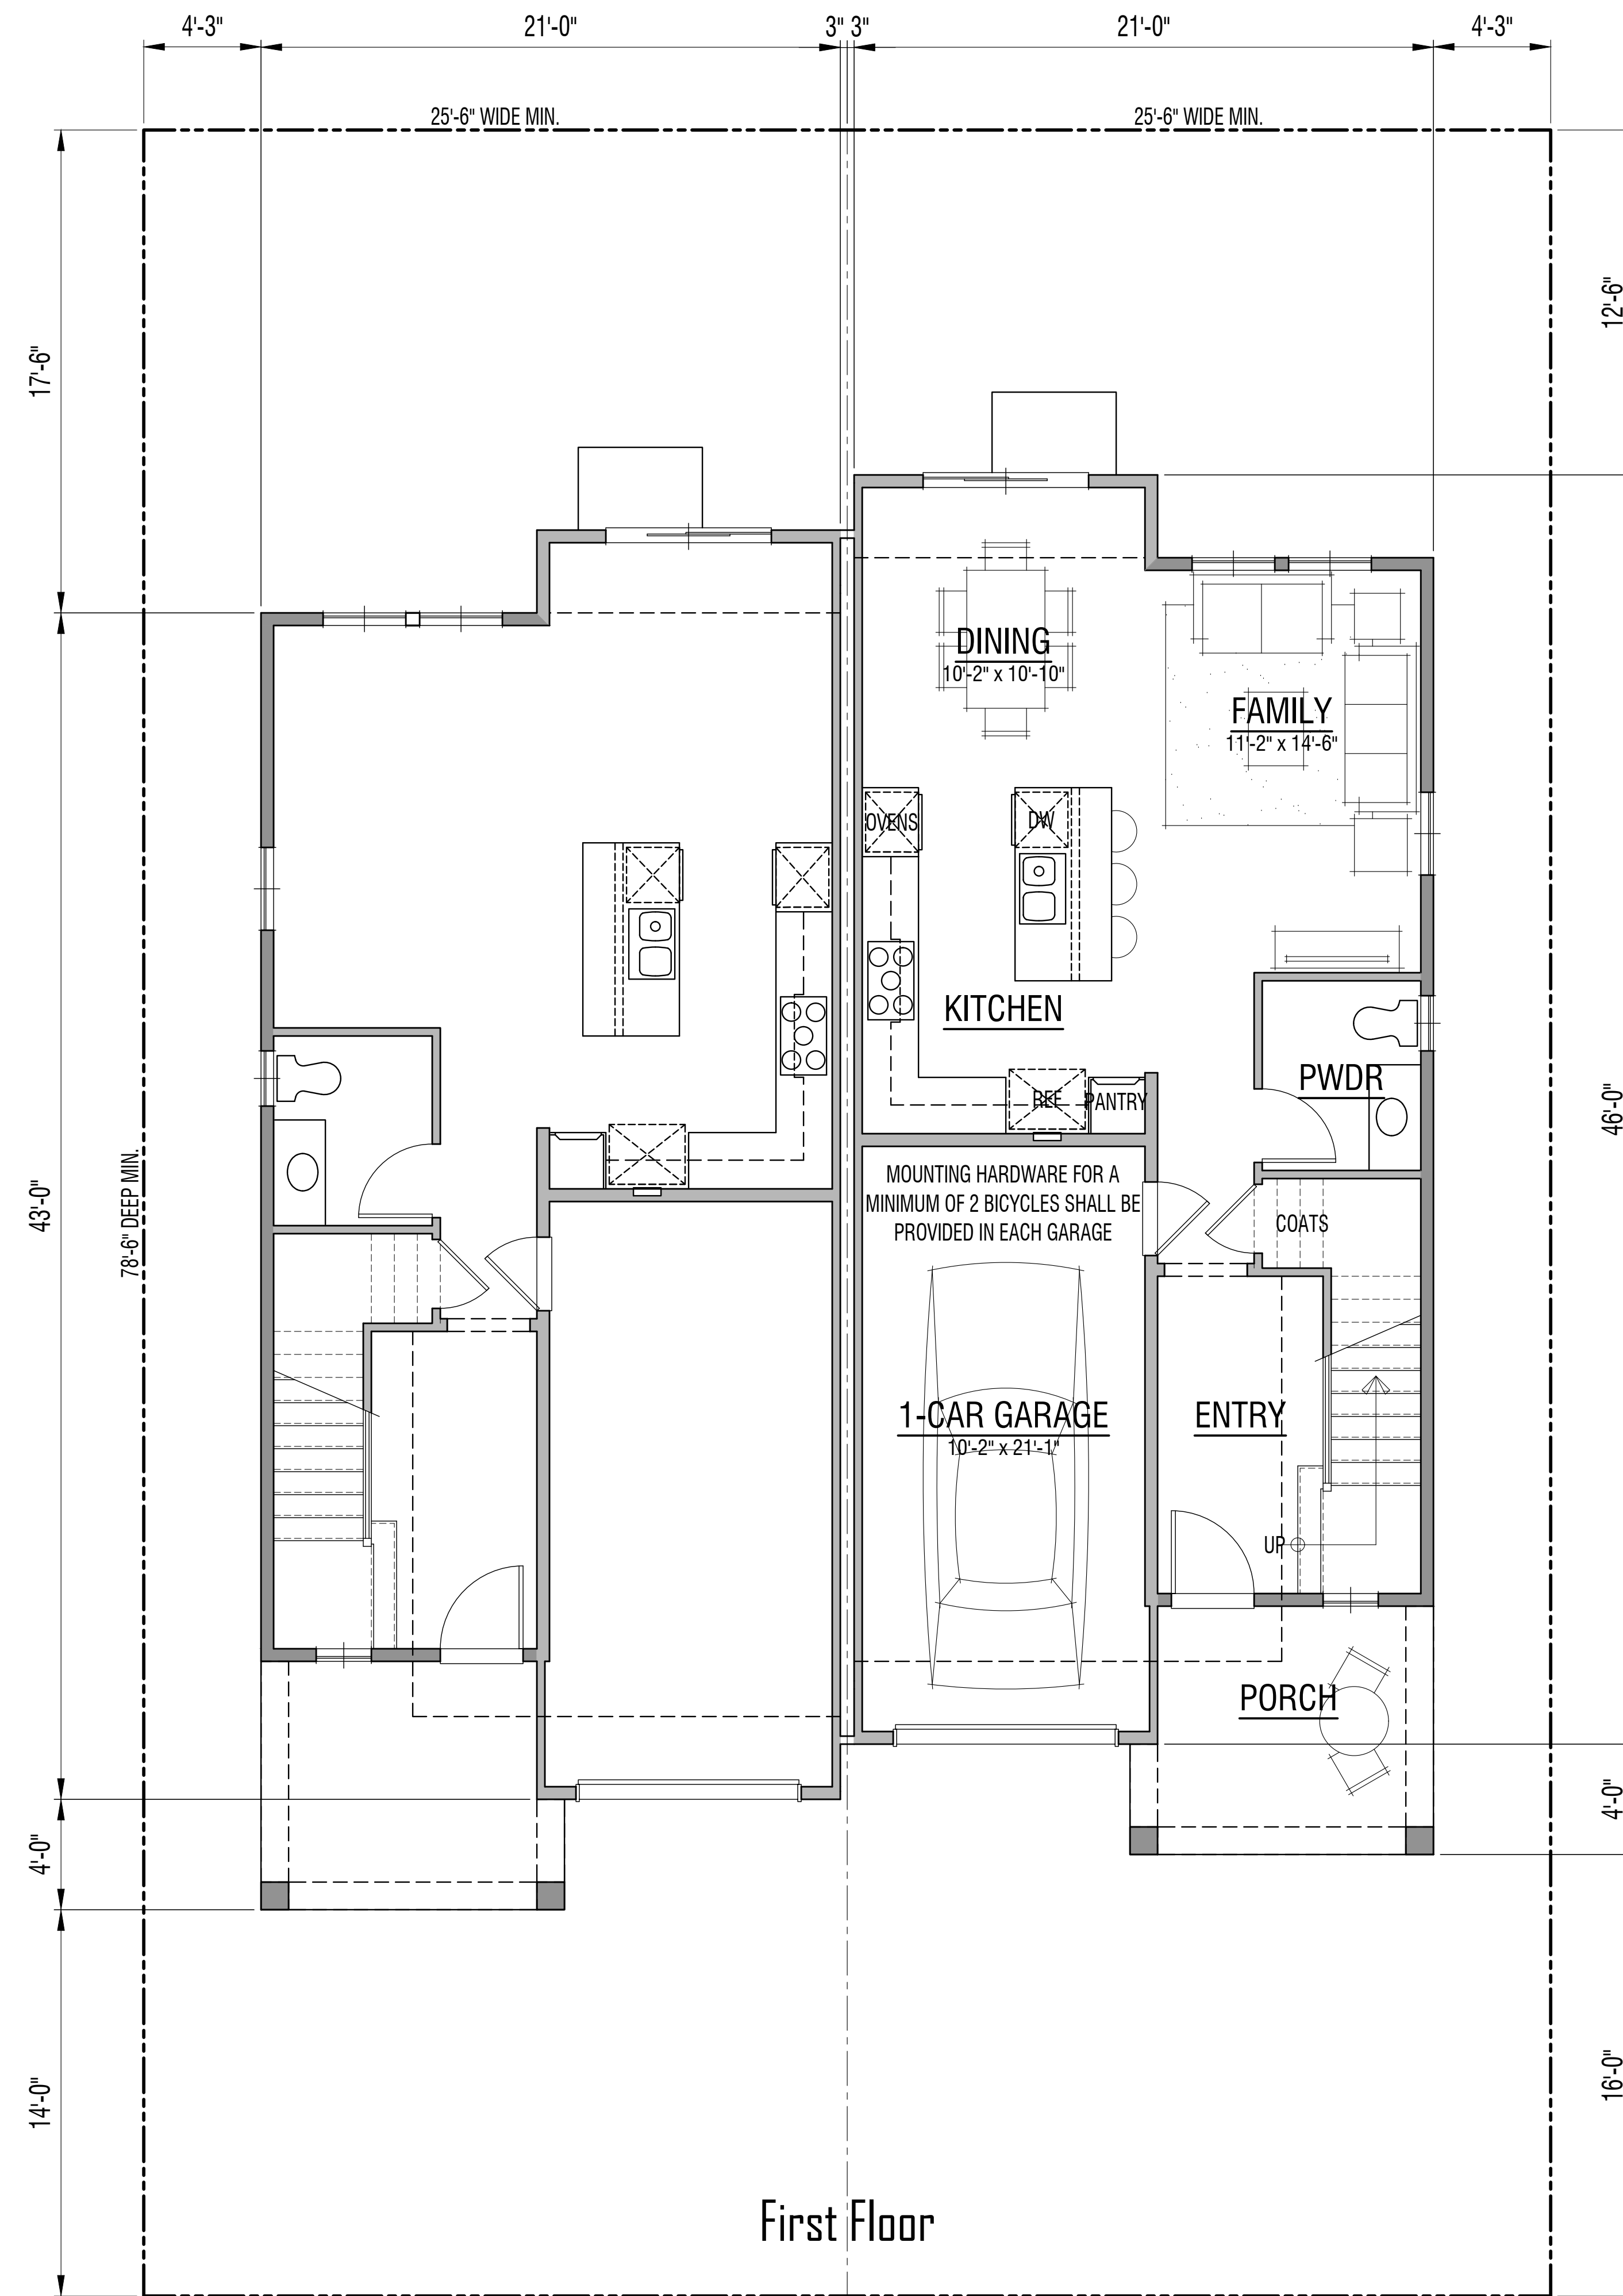 4'-3" 21'-0" 3" 3" 21'-0" 4'-3"
25'-6" WIDE MIN. 25'-6" WIDE MIN.
17'-6"
12'-6"
DINING
10'-2" x 10'-10"
FAMILY
11'-2" x 14'-6"
OVENS
DW
KITCHEN
PWDR
REF
PANTRY
46'-0"
43'-0"
78'-6" DEEP MIN.
MOUNTING HARDWARE FOR A
MINIMUM OF 2 BICYCLES SHALL BE
PROVIDED IN EACH GARAGE
COATS
1-CAR GARAGE
10'-2" x 21'-1"
ENTRY
UP
PORCH
4'-0"
4'-0"
14'-0"
16'-0"
First Floor